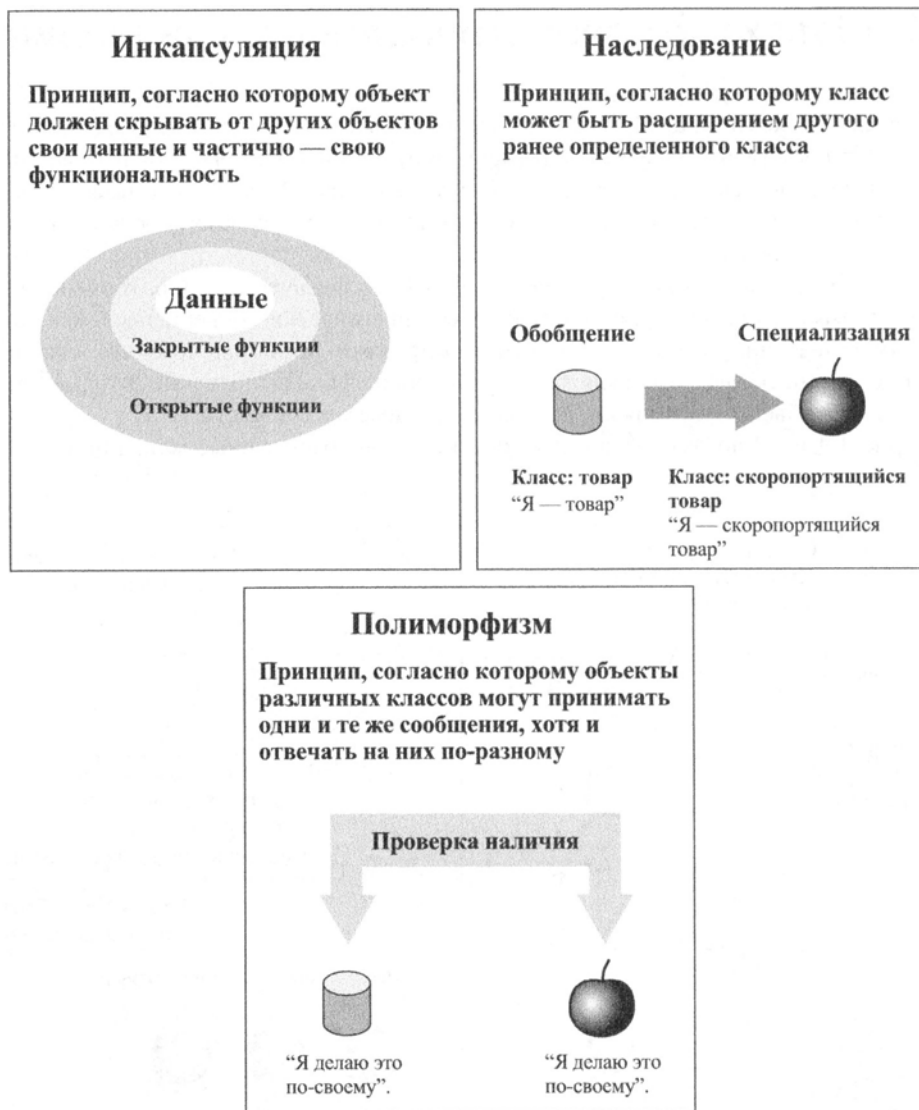 Инкапсуляция
Принцип, согласно которому объект
должен скрывать от других объектов
свои данные и частично — свою
функциональность
Данные
Закрытые функции
Открытые функции
Наследование
Принцип, согласно которому класс
может быть расширением другого
ранее определенного класса
Обобщение
Специализация
Класс: товар
“Я — товар”
Класс: скоропортящийся
товар
“Я — скоропортящийся
товар”
Полиморфизм
Принцип, согласно которому объекты
различных классов могут принимать
одни и те же сообщения, хотя и
отвечать на них по-разному
Проверка наличия
“Я делаю это
по-своему”.
“Я делаю это
по-своему”.